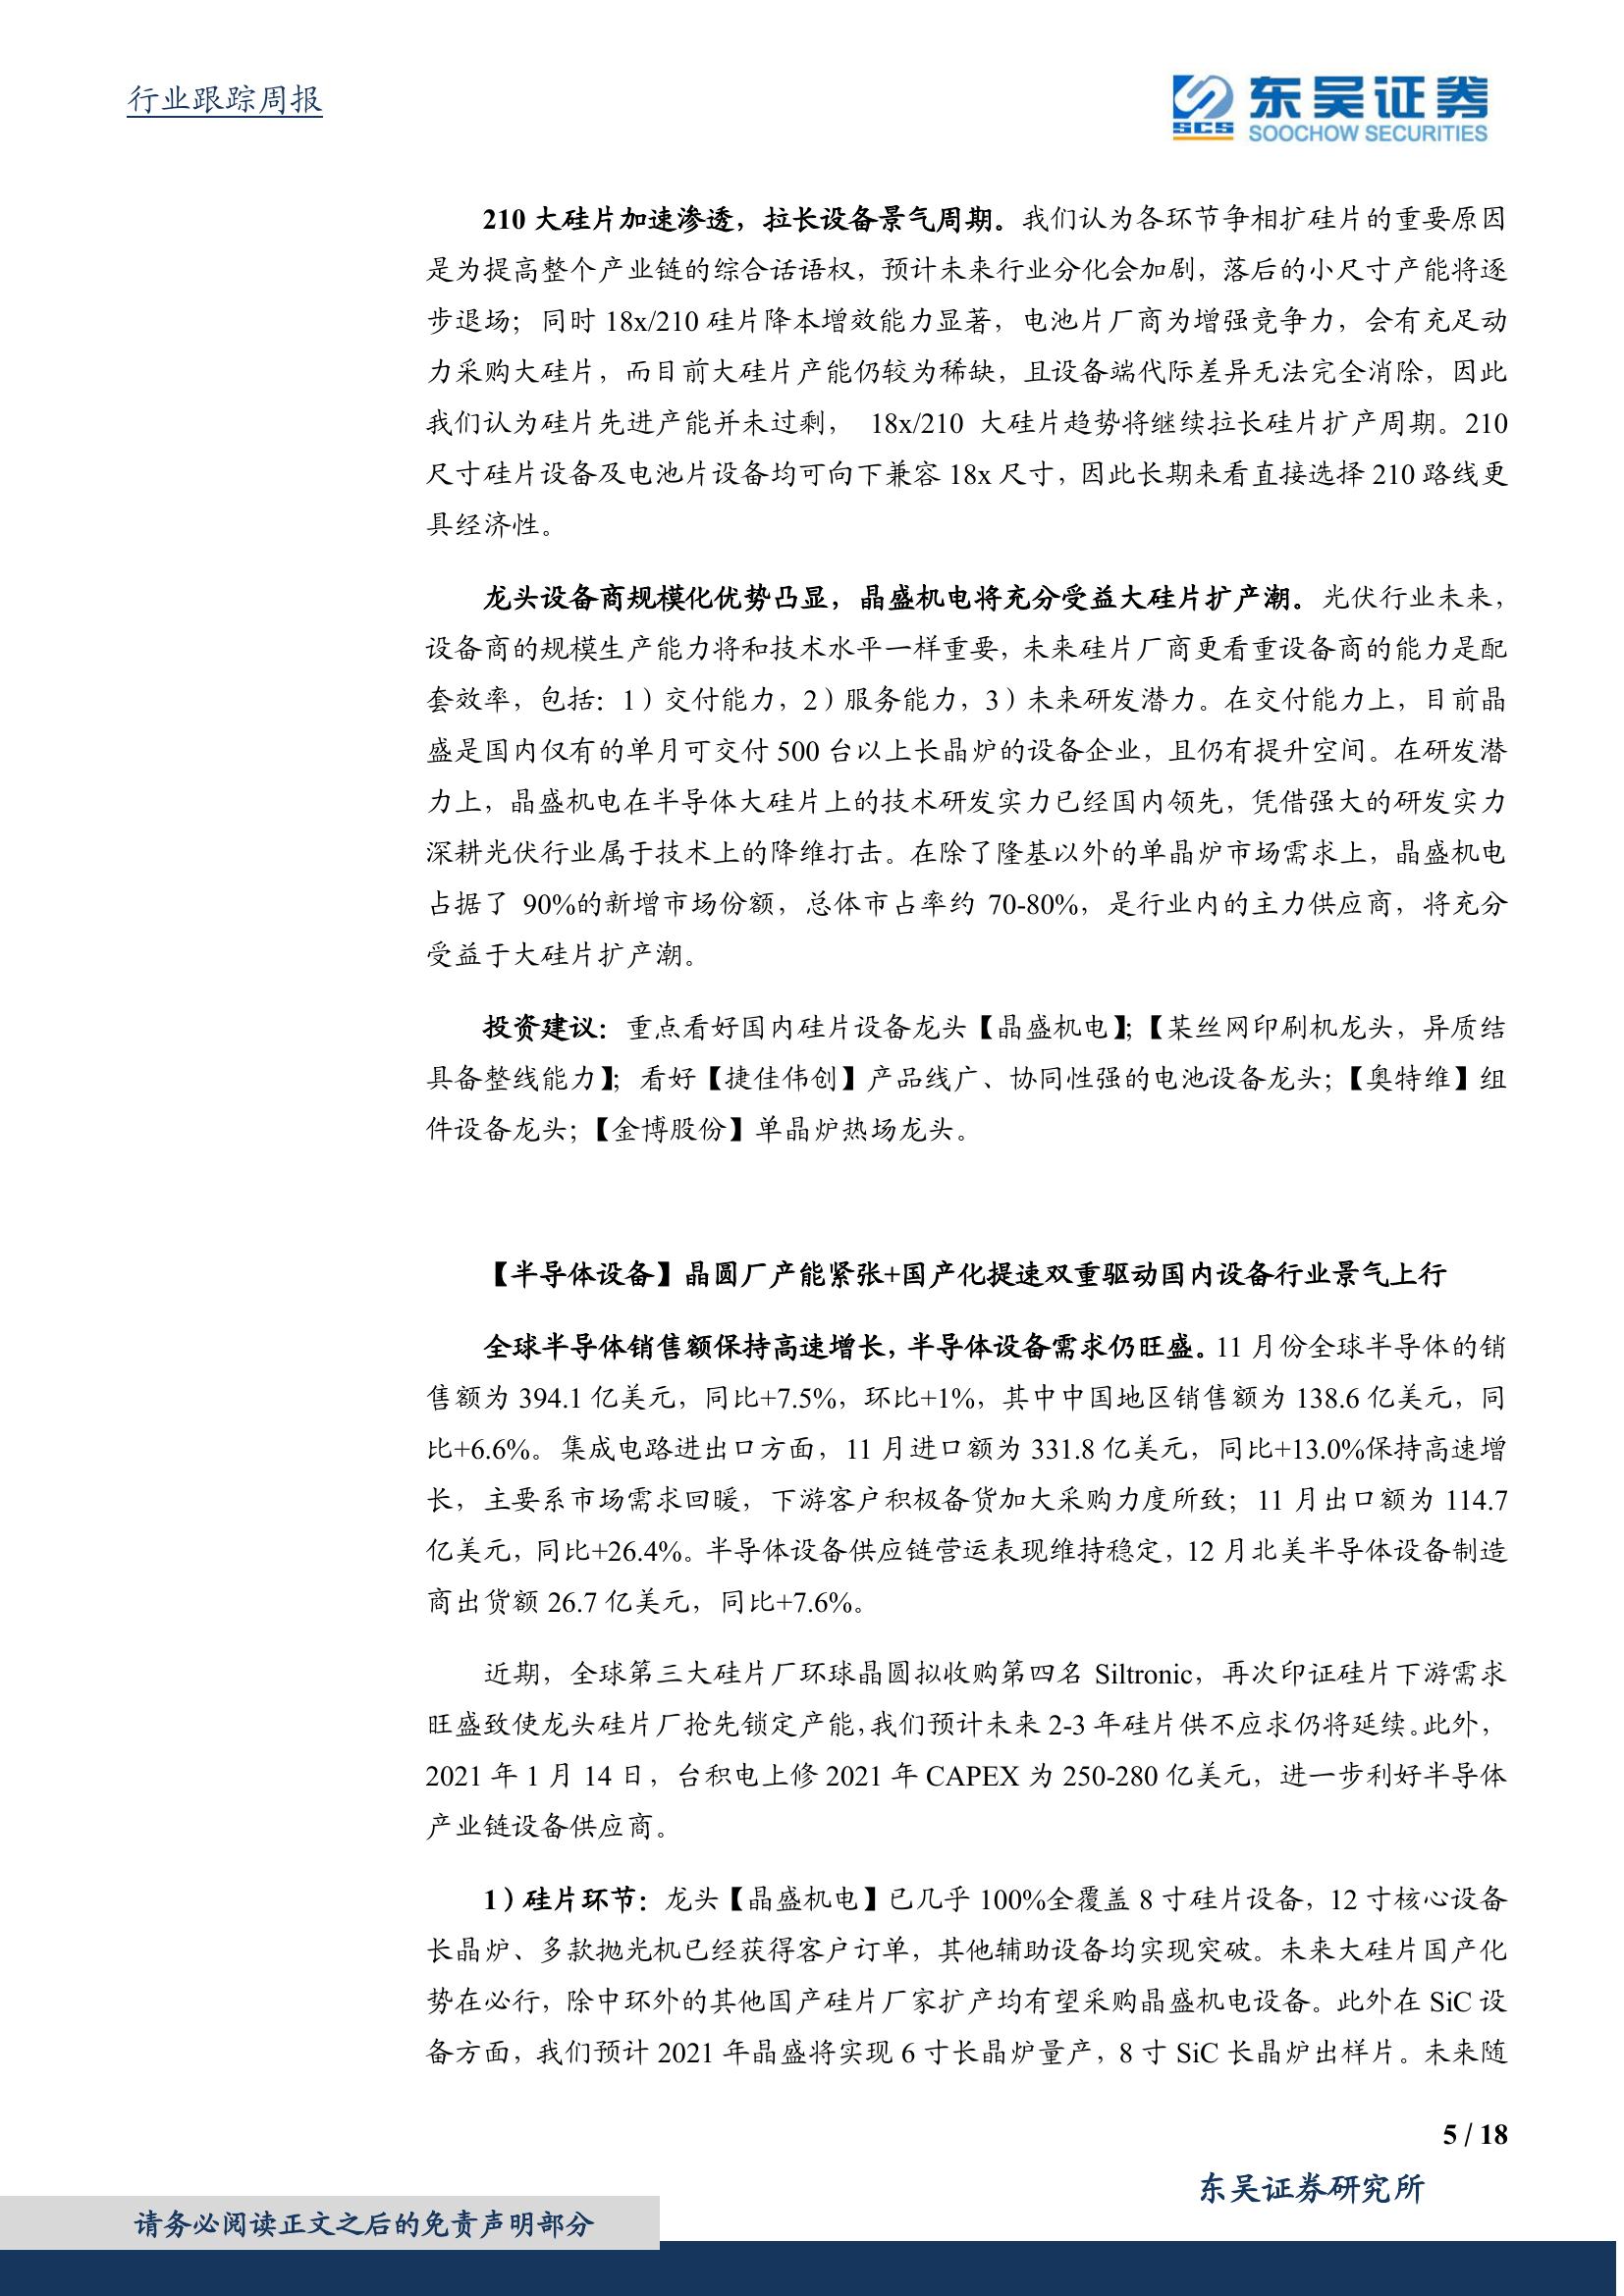 行业跟踪周报
SCS
东吴证券
SOOCHOW SECURITIES
210 大硅片加速渗透，拉长设备景气周期。我们认为各环节争相扩硅片的重要原因
是为提高整个产业链的综合话语权，预计未来行业分化会加剧，落后的小尺寸产能将逐
步退场；同时 18x/210 硅片降本增效能力显著，电池片厂商为增强竞争力，会有充足动
力采购大硅片，而目前大硅片产能仍较为稀缺，且设备端代际差异无法完全消除，因此
我们认为硅片先进产能并未过剩， 18x/210 大硅片趋势将继续拉长硅片扩产周期。210
尺寸硅片设备及电池片设备均可向下兼容 18x 尺寸，因此长期来看直接选择 210 路线更
具经济性。
龙头设备商规模化优势凸显，晶盛机电将充分受益大硅片扩产潮。光伏行业未来，
设备商的规模生产能力将和技术水平一样重要，未来硅片厂商更看重设备商的能力是配
套效率，包括：1）交付能力，2）服务能力，3）未来研发潜力。在交付能力上，目前晶
盛是国内仅有的单月可交付 500 台以上长晶炉的设备企业，且仍有提升空间。在研发潜
力上，晶盛机电在半导体大硅片上的技术研发实力已经国内领先，凭借强大的研发实力
深耕光伏行业属于技术上的降维打击。在除了隆基以外的单晶炉市场需求上，晶盛机电
占据了 90%的新增市场份额，总体市占率约 70-80%，是行业内的主力供应商，将充分
受益于大硅片扩产潮。
投资建议：重点看好国内硅片设备龙头【晶盛机电】；【某丝网印刷机龙头，异质结
具备整线能力】；看好【捷佳伟创】产品线广、协同性强的电池设备龙头；【奥特维】组
件设备龙头；【金博股份】单晶炉热场龙头。
【半导体设备】晶圆厂产能紧张+国产化提速双重驱动国内设备行业景气上行
全球半导体销售额保持高速增长，半导体设备需求仍旺盛。11 月份全球半导体的销
售额为 394.1 亿美元，同比+7.5%，环比+1%，其中中国地区销售额为 138.6 亿美元，同
比+6.6%。集成电路进出口方面，11 月进口额为 331.8 亿美元，同比+13.0%保持高速增
长，主要系市场需求回暖，下游客户积极备货加大采购力度所致；11 月出口额为 114.7
亿美元，同比+26.4%。半导体设备供应链营运表现维持稳定，12 月北美半导体设备制造
商出货额 26.7 亿美元，同比+7.6%。
近期，全球第三大硅片厂环球晶圆拟收购第四名 Siltronic，再次印证硅片下游需求
旺盛致使龙头硅片厂抢先锁定产能，我们预计未来 2-3 年硅片供不应求仍将延续。此外，
2021 年 1 月 14 日，台积电上修 2021 年 CAPEX 为 250-280 亿美元，进一步利好半导体
产业链设备供应商。
1）硅片环节：龙头【晶盛机电】已几乎 100%全覆盖 8 寸硅片设备，12 寸核心设备
长晶炉、多款抛光机已经获得客户订单，其他辅助设备均实现突破。未来大硅片国产化
势在必行，除中环外的其他国产硅片厂家扩产均有望采购晶盛机电设备。此外在 SiC 设
备方面，我们预计 2021 年晶盛将实现 6 寸长晶炉量产，8 寸 SiC 长晶炉出样片。未来随
5 / 18
东吴证券研究所
请务必阅读正文之后的免责声明部分